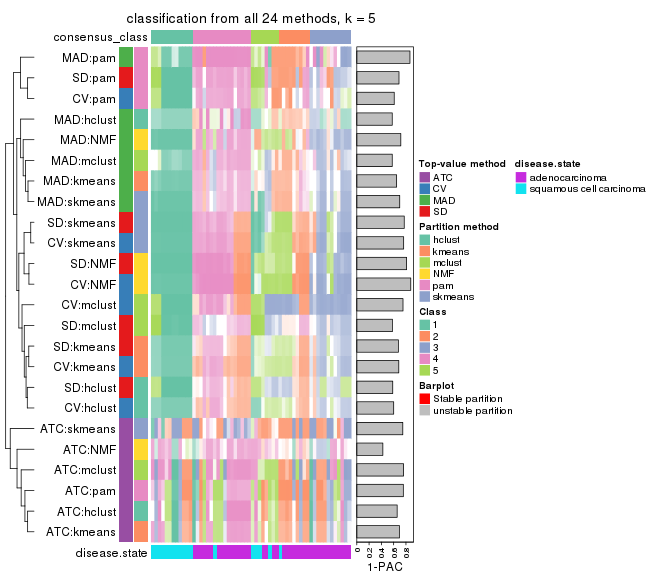 classification from all 24 methods, k = 5
consensus_class
MAD:pam
SD:pam
CV:pam
MAD:hclust
MAD:NMF
MAD:mclust
MAD:kmeans
MAD:skmeans
SD:skmeans
CV:skmeans
SD:NMF
CV:NMF
CV:mclust
SD:mclust
SD:kmeans
CV:kmeans
SD:hclust
CV:hclust
ATC:skmeans
ATC:NMF
ATC:mclust
ATC:pam
ATC:hclust
ATC:kmeans
disease.state
0 0.2 0.4 0.6 0.8
1-PAC
Top-value method
ATC
CV
MAD
SD
Partition method
hclust
kmeans
mclust
NMF
pam
skmeans
Class
1
2
3
4
5
Barplot
Stable partition
unstable partition
disease.state
adenocarcinoma
squamous cell carcinoma